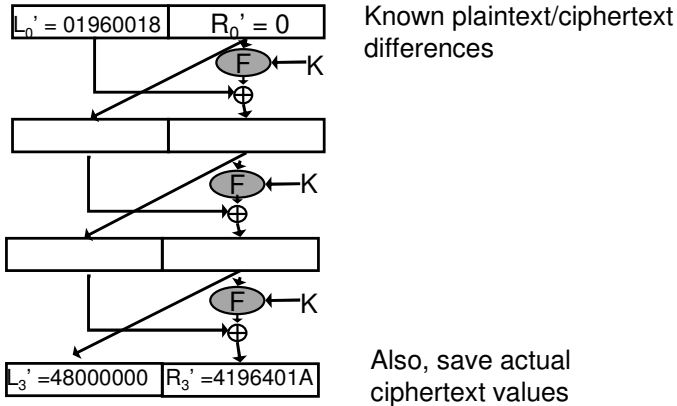 L₀' = 01960018 R₀' = 0
Known plaintext/ciphertext
differences
F
K
F
K
F
K
L₃' =48000000 R₃' =4196401A
Also, save actual
ciphertext values